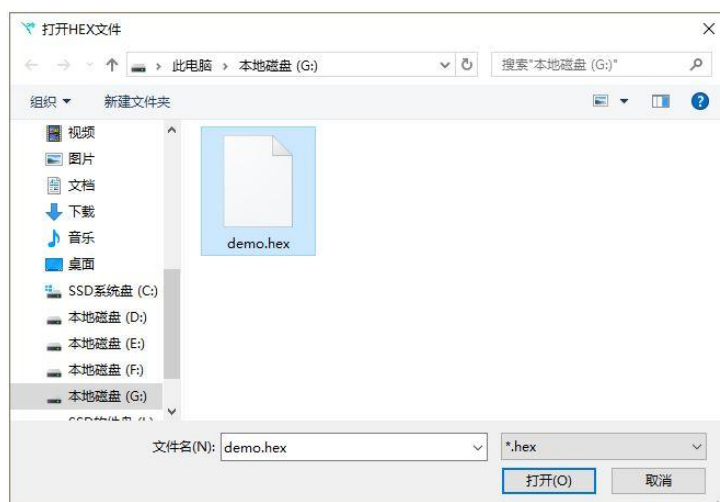 打开HEX文件
此电脑 › 本地磁盘 (G:)
搜索"本地磁盘 (G:)"
组织
新建文件夹
视频
图片
文档
下载
音乐
桌面
SSD系统盘 (C:)
本地磁盘 (D:)
本地磁盘 (E:)
本地磁盘 (F:)
本地磁盘 (G:)
demo.hex
文件名(N): demo.hex
*.hex
打开(O)
取消